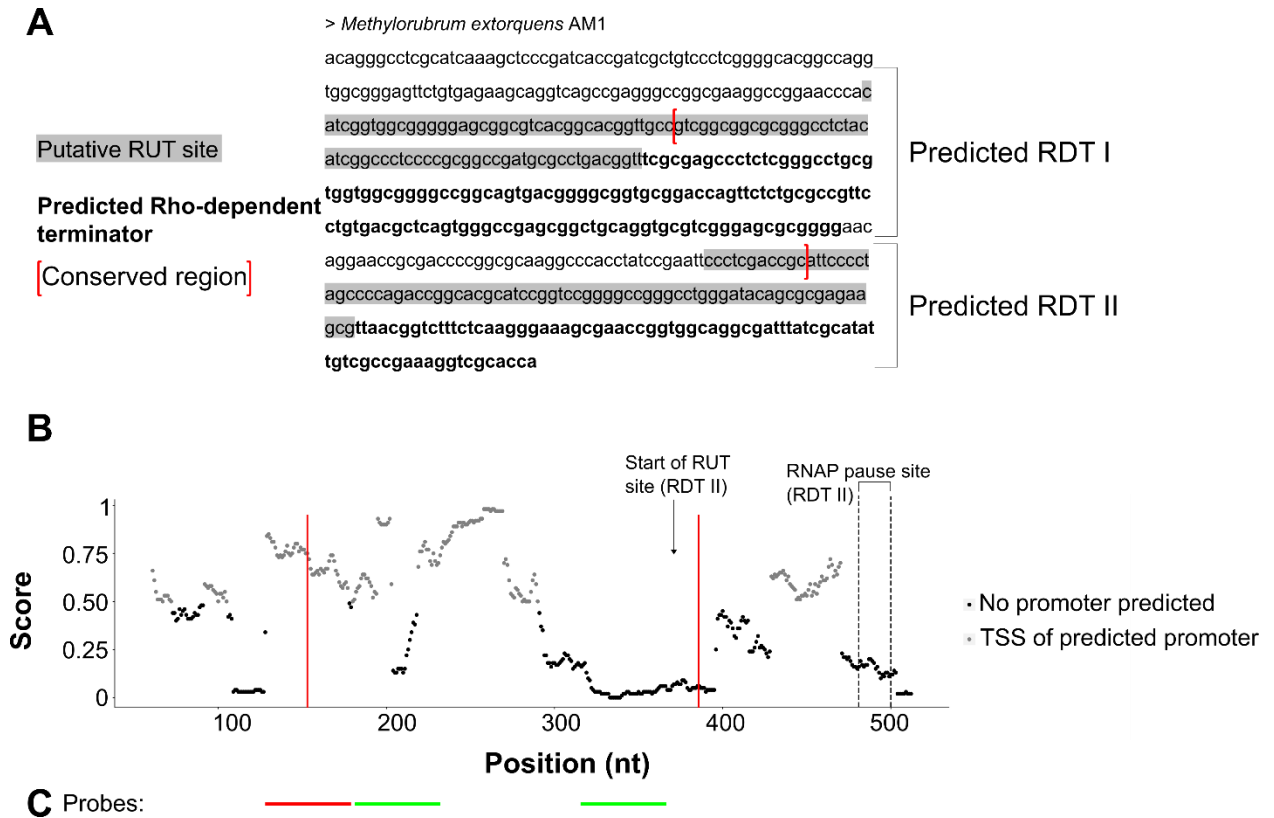 A
> Methylorubrum extorquens AM1
acagggcctcgcatcaaagctcccgatcaccgatcgctgtccctcggggcacggccagg
tggcgggagttctgtgagaagcaggtcagccgagggccggcgaaggccggaacccac
atcggtggcgggggagcggcgtcacggcacggttgccgtcggcggcgcgggcctctac
atcggccctccccgcggccgatgcgcctgacggtttcgcgagccctctcgggcctgcg
tggtggcggggccggcagtgacggggcggtgcggaccagttctctgcgccgttc
ctgtgacgctcagtgggccgagcggctgcaggtgcgtcgggagcgcggggaac
aggaaccgcgaccccggcgcaaggcccacctatccgaattccctcgaccgcattcccct
agccccagaccggcacgcatccggtccggggccgggcctgggatacagcgcgagaa
gcgttaacggtctttctcaagggaaagcgaaccggtggcaggcgatttatcgcatat
tgtcgccgaaaggtcgcacca
Putative RUT site
Predicted Rho-dependent
terminator
[Conserved region]
Predicted RDT I
Predicted RDT II
B
Start of RUT
site (RDT II)
RNAP pause site
(RDT II)
1
0.75
0.50
0.25
0
Score
100 200 300 400 500
Position (nt)
No promoter predicted
TSS of predicted promoter
C Probes: